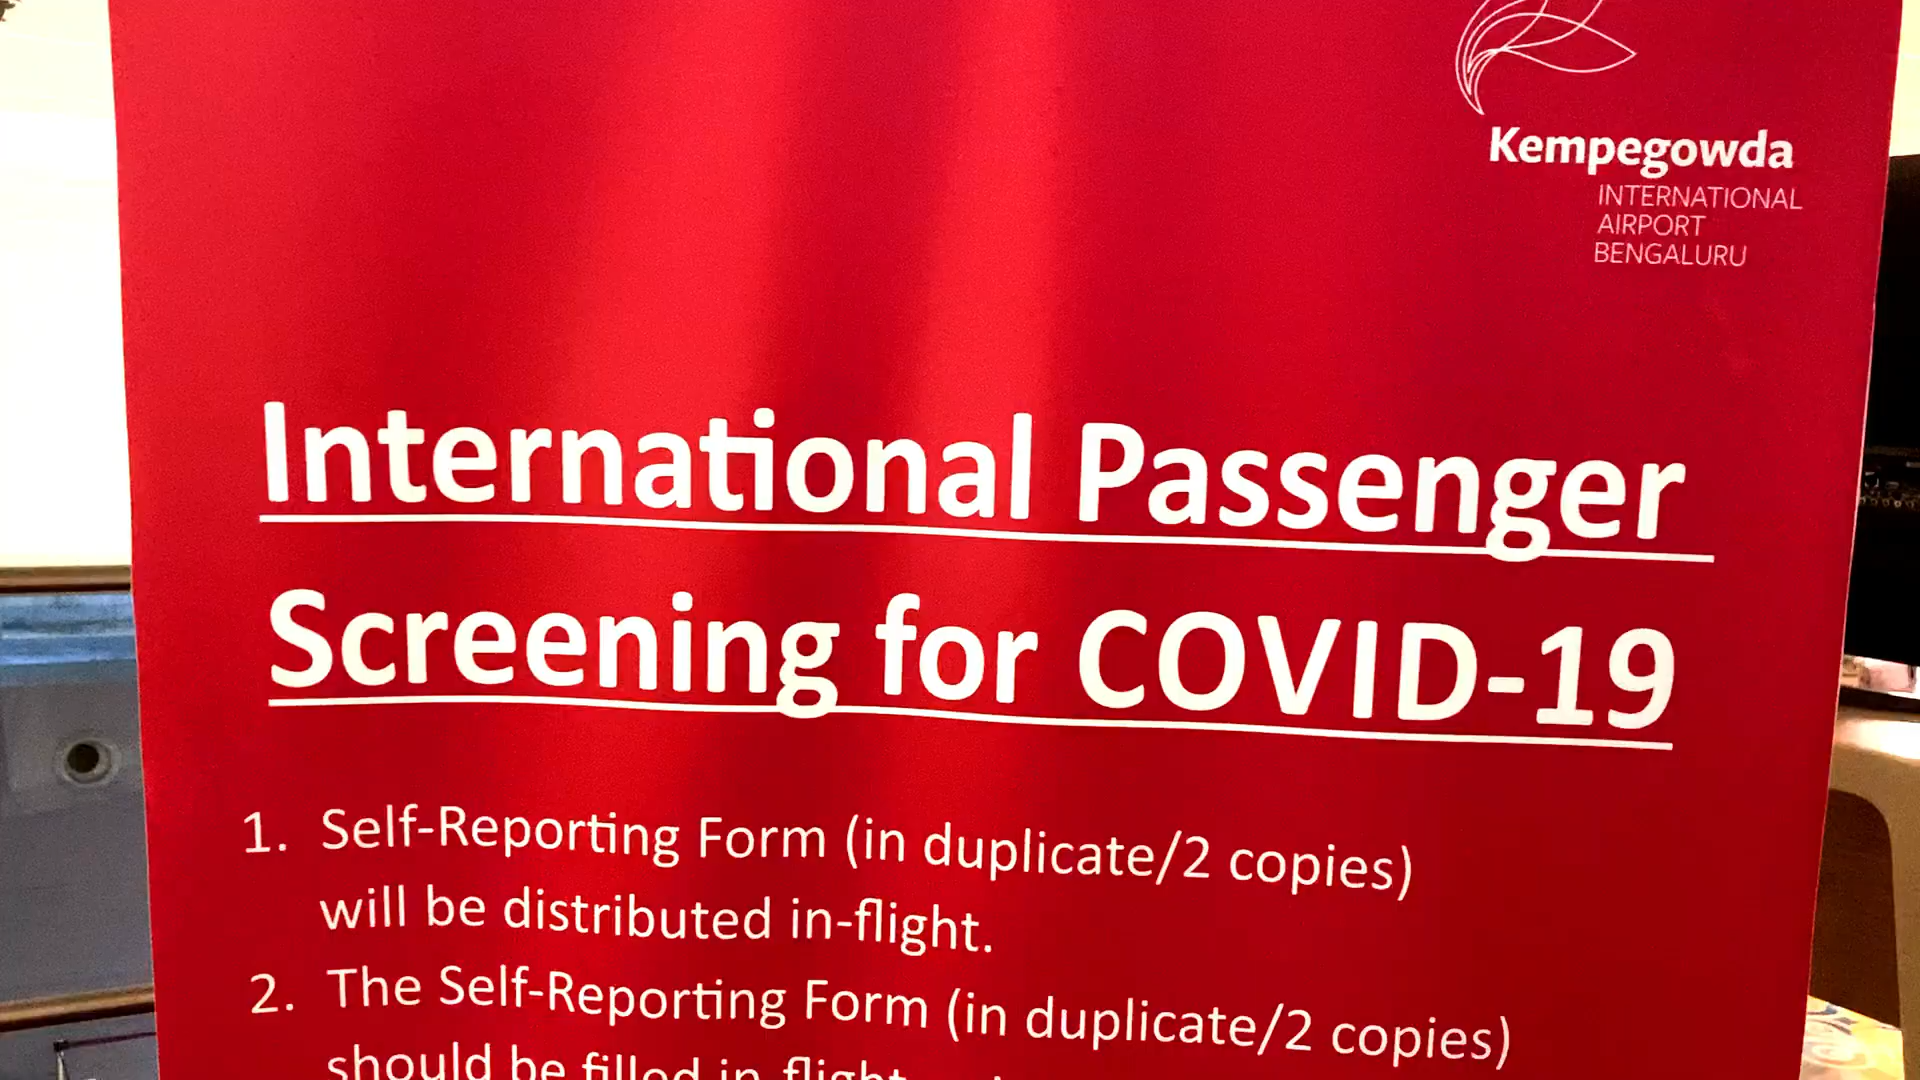 Kempegowda
INTERNATIONAL
AIRPORT
BENGALURU
International Passenger
Screening for COVID-19
1. Self-Reporting Form (in duplicate/2 copies)
will be distributed in-flight.
2. The Self-Reporting Form (in duplicate/2 copies)
should be filled in-flight